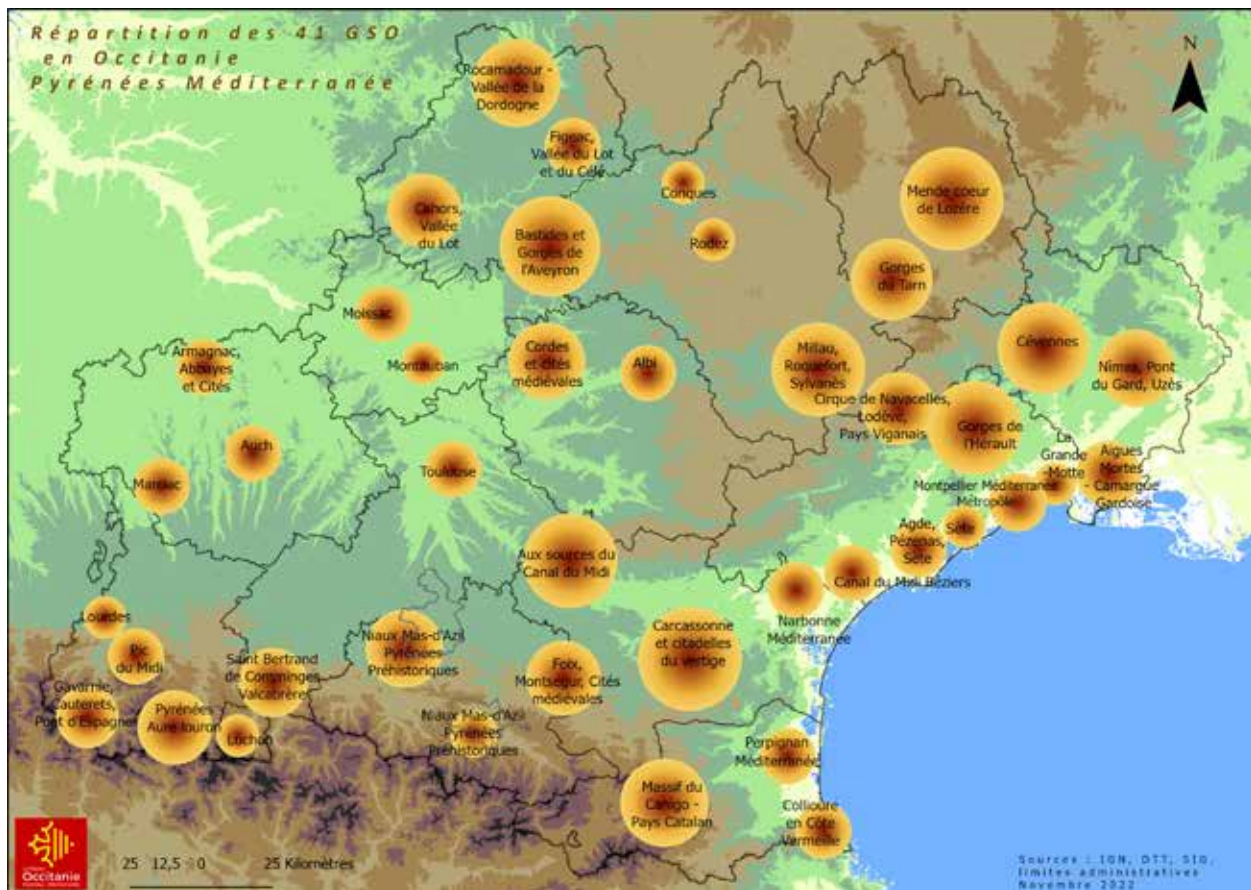 Répartition des 41 GSO
en Occitanie
Pyrénées Méditerranée
N
Rocamadour -
Vallée de la
Dordogne
Figeac,
Vallée du Lot
et du Célé
Conques
Mende coeur
de Lozère
Cahors,
Vallée
du Lot
Bastides et
Gorges de
l'Aveyron
Rodez
Gorges
du Tarn
Moissac
Montauban
Armagnac,
Abbayes
et Cités
Cordes
et cités
médiévales
Albi
Millau,
Roquefort,
Sylvanès
Cévennes
Nîmes, Pont
du Gard, Uzès
Cirque de Navacelles,
Lodève,
Pays Viganais
Gorges de
l'Hérault
La
Grande
-Motte
Aigues
Mortes
- Camargue
Gardoise
Auch
Marciac
Toulouse
Montpellier Méditerranée
Métropole
Sète
Agde,
Pézenas,
Sète
Aux sources du
Canal du Midi
Canal du Midi Béziers
Narbonne
Méditerranée
Lourdes
Pic
du Midi
Niaux Mas-d'Azil
Pyrénées
Préhistoriques
Carcassonne
et citadelles
du vertige
Saint Bertrand
de Comminges
Valcabrère
Foix,
Montségur, Cités
médiévales
Gavarnie,
Cauterets,
Pont d'Espagne
Pyrénées
Aure louron
Luchon
Niaux Mas-d'Azil
Pyrénées
Préhistoriques
Perpignan
Méditerranée
Massif du
Canigo -
Pays Catalan
Collioure
en Côte
Vermeille
25 12,5 0 25 Kilomètres
Occitanie
Sources : IGN, DTT, SIG,
limites administratives
Novembre 2022